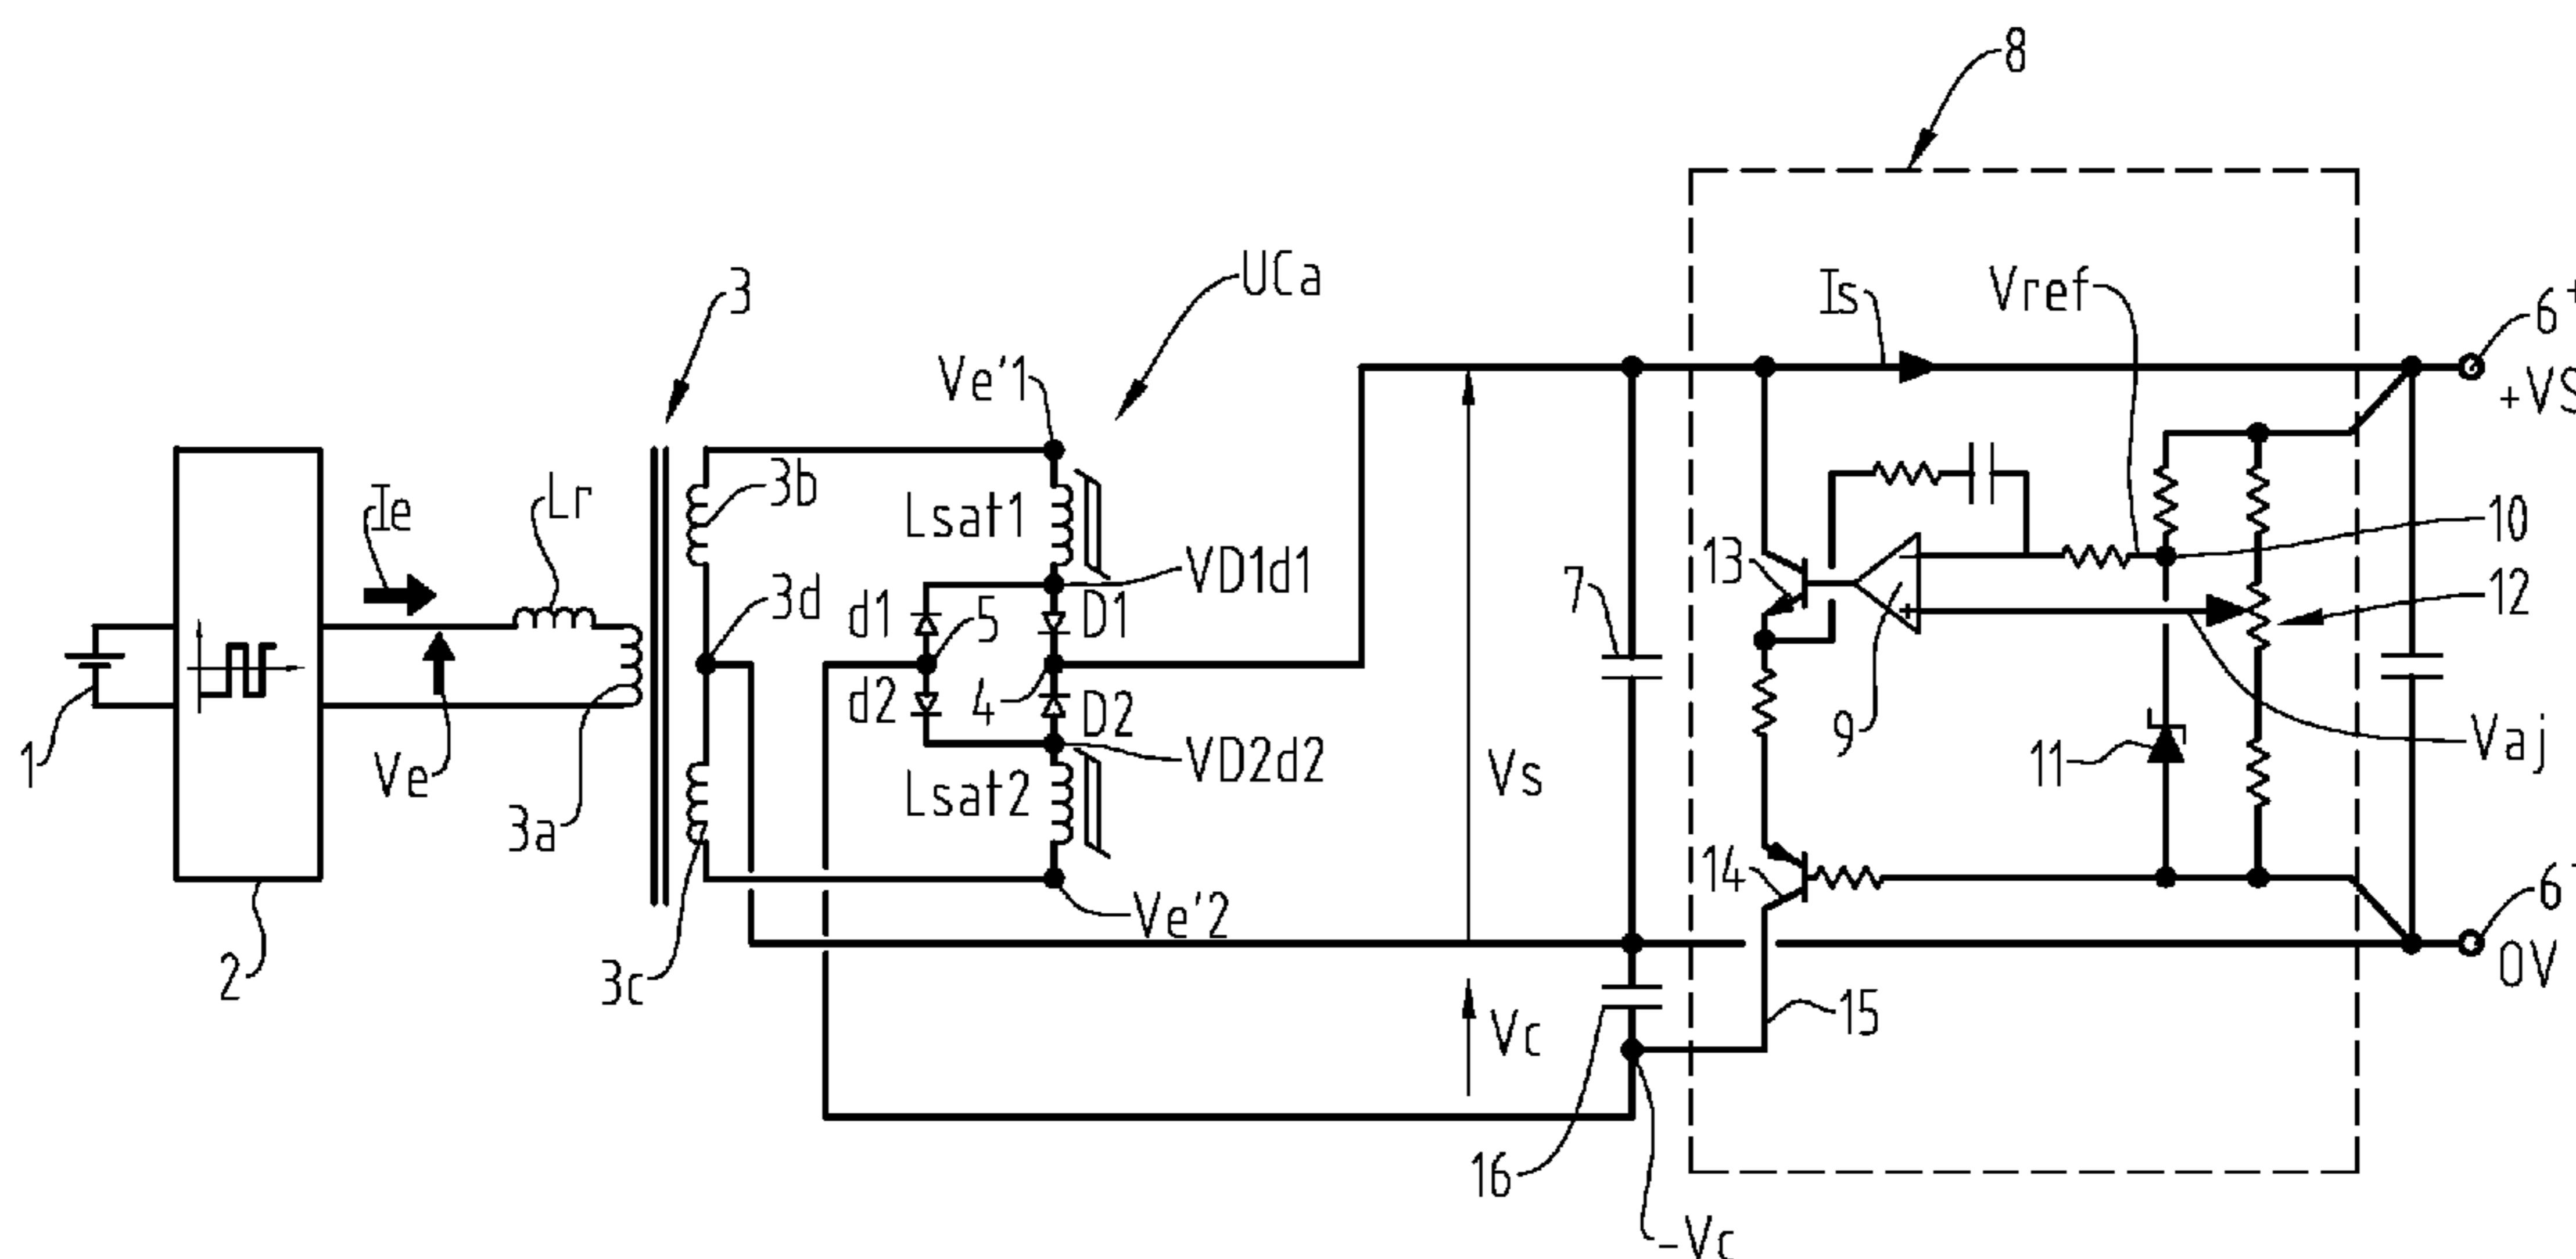 8
3
UCa
Is
Vref
6+
+VS
Ve'1
Ie
Lr
3b
Lsat1
VD1d1
10
13
7
12
3d
d1
5
D1
d2
4
D2
9
11
Vaj
VD2d2
Vs
1
Ve
3a
Lsat2
14
6-
0V
2
3c
Ve'2
15
Vc
16
-Vc